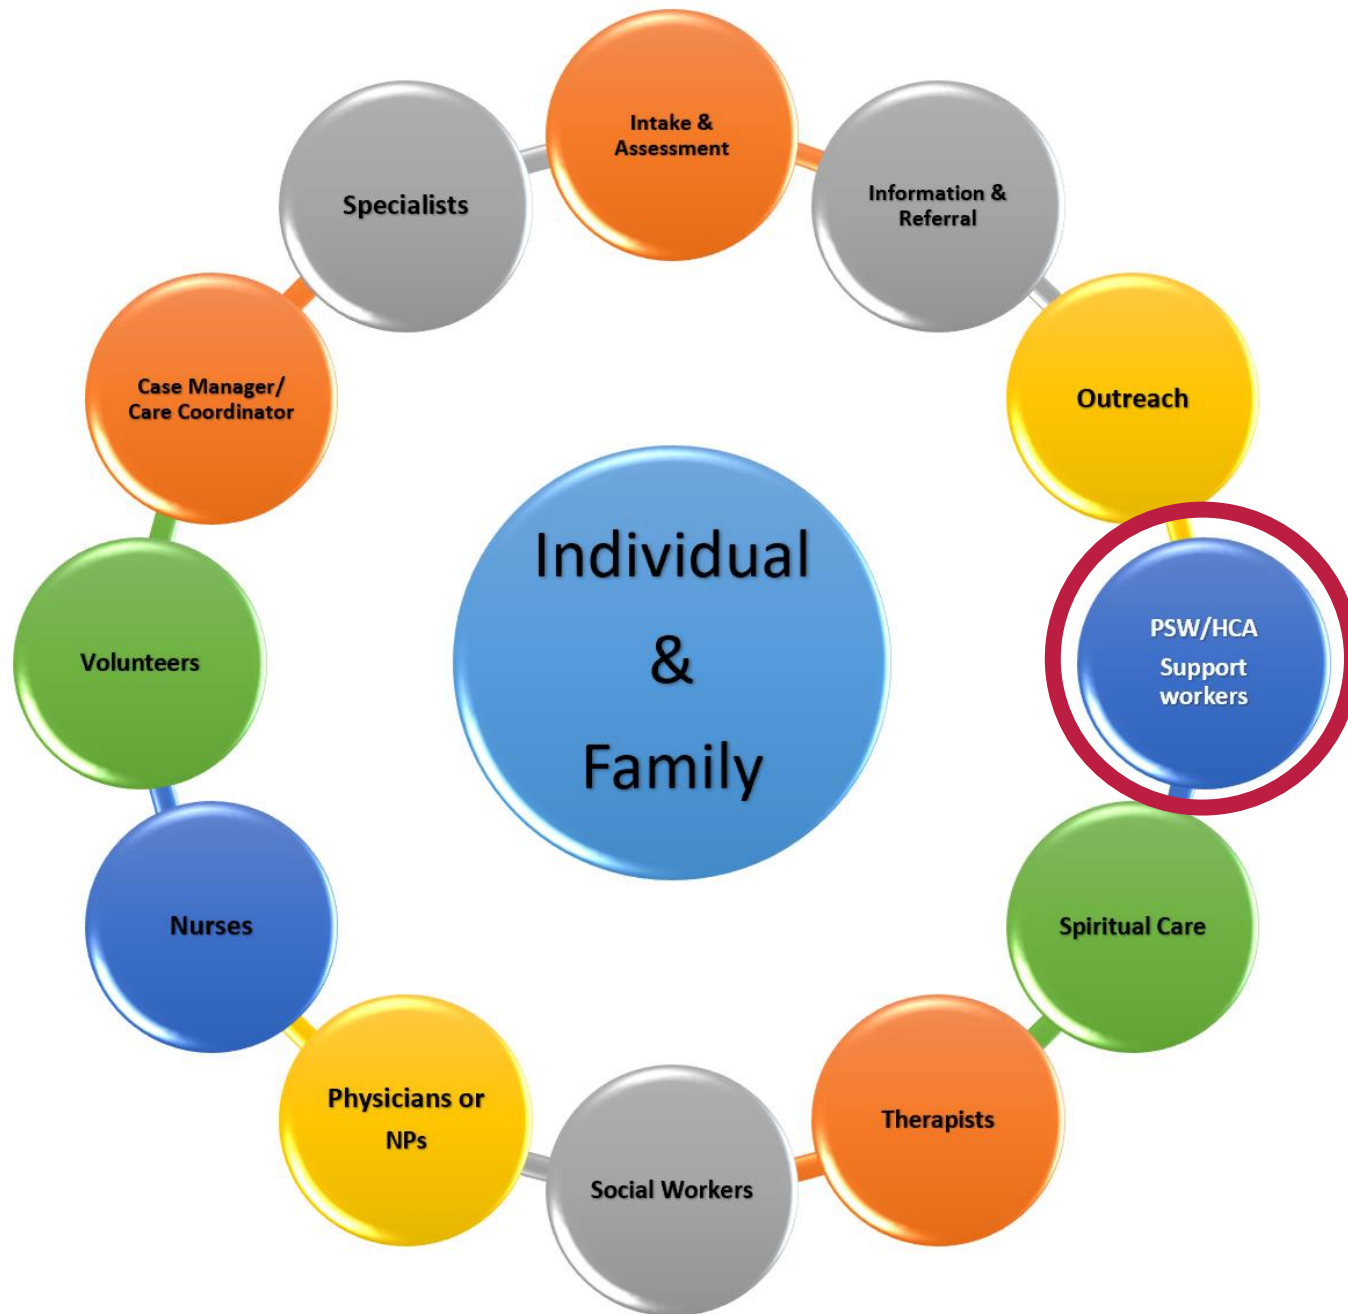 Intake &
Assessment
Information &
Referral
Outreach
PSW/HCA
Support
workers
Spiritual Care
Therapists
Social Workers
Physicians or
NPs
Nurses
Volunteers
Case Manager/
Care Coordinator
Specialists
Individual
&
Family